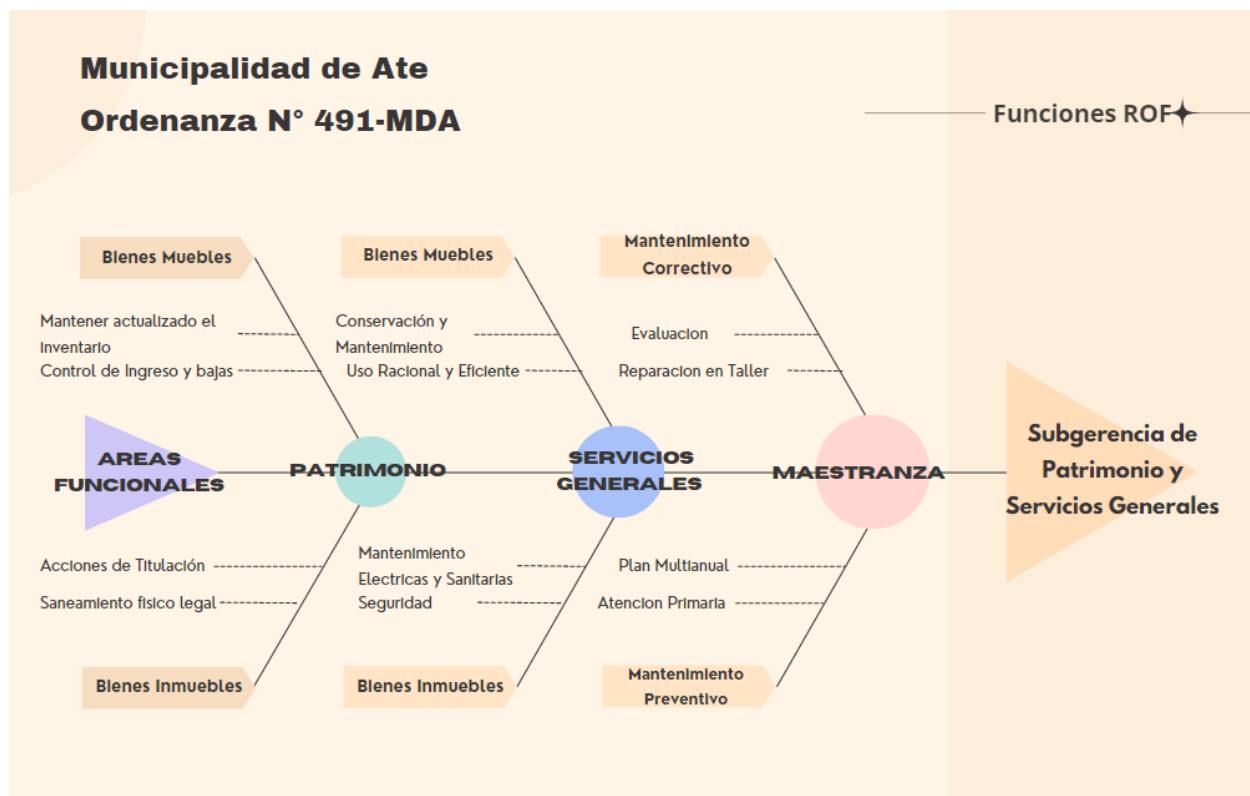 Municipalidad de Ate
Ordenanza N° 491-MDA
Funciones ROF
Bienes Muebles
Bienes Muebles
Mantenimiento
Correctivo
Mantener actualizado el
inventario
Control de Ingreso y bajas
Conservación y
Mantenimiento
Uso Racional y Eficiente
Evaluacion
Reparacion en Taller
AREAS
FUNCIONALES
PATRIMONIO
SERVICIOS
GENERALES
MAESTRANZA
Subgerencia de
Patrimonio y
Servicios Generales
Acciones de Titulación
Saneamiento fisico legal
Mantenimiento
Electricas y Sanitarias
Seguridad
Plan Multianual
Atencion Primaria
Bienes Inmuebles
Bienes Inmuebles
Mantenimiento
Preventivo